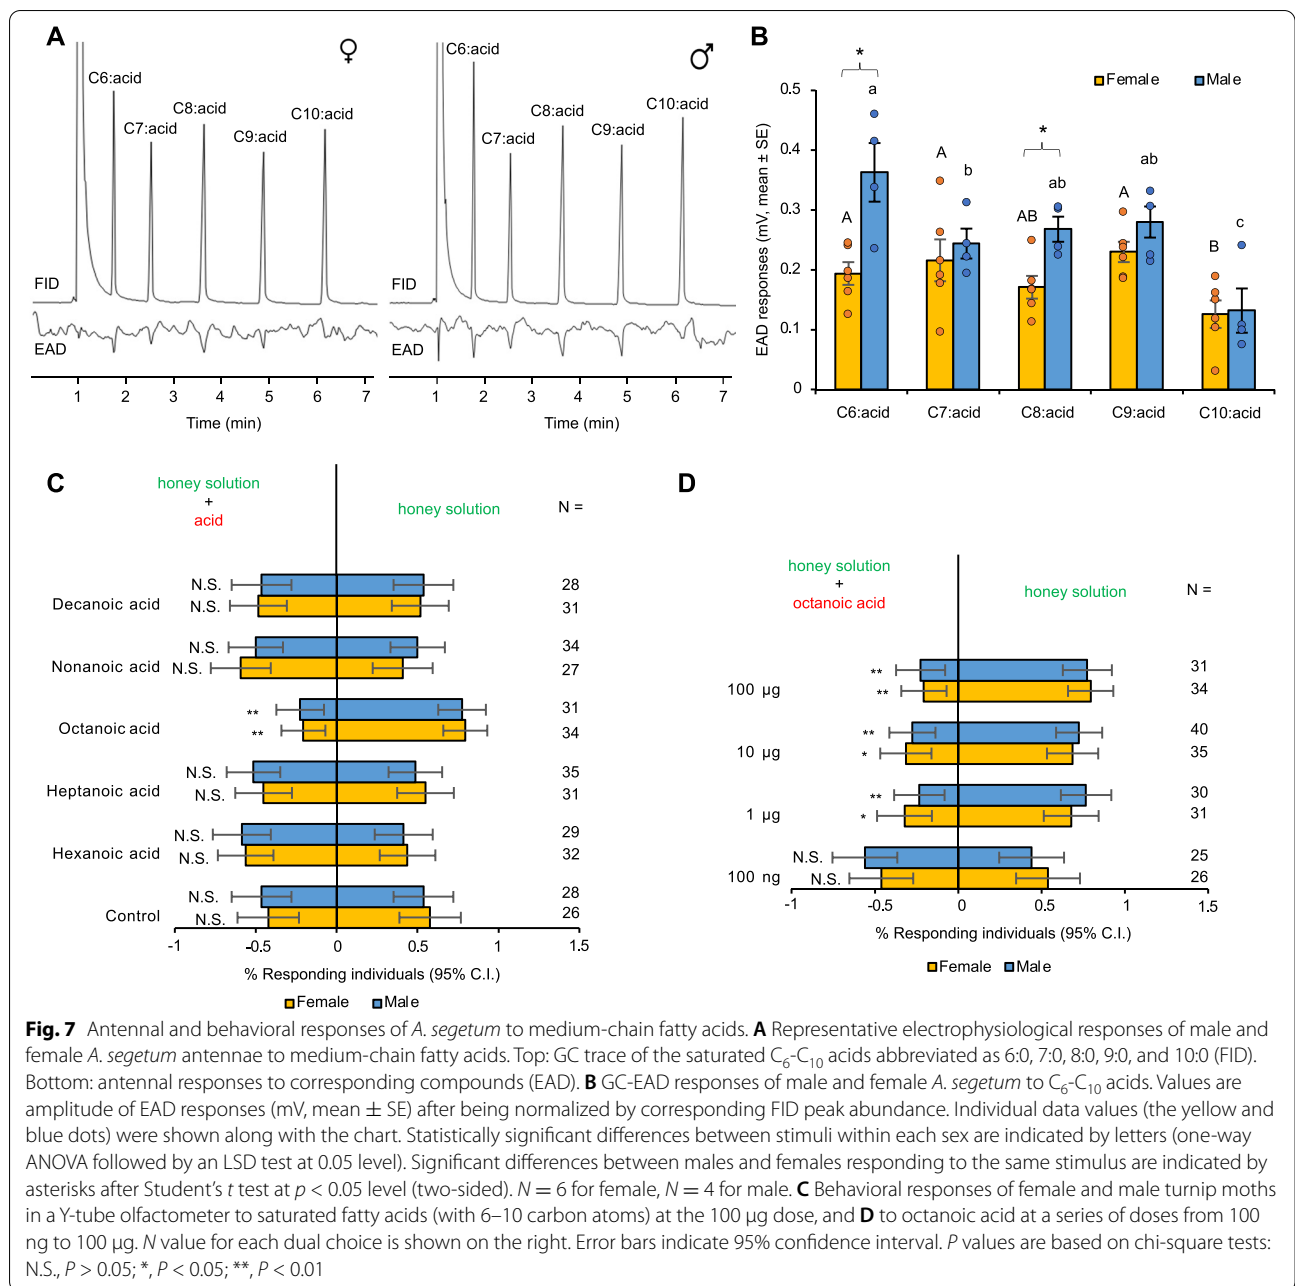 A
♀
C6:acid
C7:acid
C8:acid
C9:acid
C10:acid
FID
EAD
1 2 3 4 5 6 7
Time (min)
♂
C6:acid
C7:acid
C8:acid
C9:acid
C10:acid
FID
EAD
1 2 3 4 5 6 7
Time (min)
B
Female Male
EAD responses (mV, mean ± SE)
0.5
0.4
0.3
0.2
0.1
0
* *
A a A b AB ab A ab B c
C6:acid C7:acid C8:acid C9:acid C10:acid
C
honey solution
+
acid
honey solution
N =
Decanoic acid
N.S. 28
N.S. 31
Nonanoic acid
N.S. 34
N.S. 27
Octanoic acid
** 31
** 34
Heptanoic acid
N.S. 35
N.S. 31
Hexanoic acid
N.S. 29
N.S. 32
Control
N.S. 28
N.S. 26
-1 -0.5 0 0.5 1 1.5
% Responding individuals (95% C.I.)
Female Male
D
honey solution
+
octanoic acid
honey solution
N =
100 µg
** 31
** 34
10 µg
** 40
* 35
1 µg
** 30
* 31
100 ng
N.S. 25
N.S. 26
-1 -0.5 0 0.5 1 1.5
% Responding individuals (95% C.I.)
Female Male
Fig. 7 Antennal and behavioral responses of A. segetum to medium-chain fatty acids. A Representative electrophysiological responses of male and
female A. segetum antennae to medium-chain fatty acids. Top: GC trace of the saturated C6-C10 acids abbreviated as 6:0, 7:0, 8:0, 9:0, and 10:0 (FID).
Bottom: antennal responses to corresponding compounds (EAD). B GC-EAD responses of male and female A. segetum to C6-C10 acids. Values are
amplitude of EAD responses (mV, mean ± SE) after being normalized by corresponding FID peak abundance. Individual data values (the yellow and
blue dots) were shown along with the chart. Statistically significant differences between stimuli within each sex are indicated by letters (one-way
ANOVA followed by an LSD test at 0.05 level). Significant differences between males and females responding to the same stimulus are indicated by
asterisks after Student's t test at p < 0.05 level (two-sided). N = 6 for female, N = 4 for male. C Behavioral responses of female and male turnip moths
in a Y-tube olfactometer to saturated fatty acids (with 6–10 carbon atoms) at the 100 µg dose, and D to octanoic acid at a series of doses from 100
ng to 100 µg. N value for each dual choice is shown on the right. Error bars indicate 95% confidence interval. P values are based on chi-square tests:
N.S., P > 0.05; *, P < 0.05; **, P < 0.01